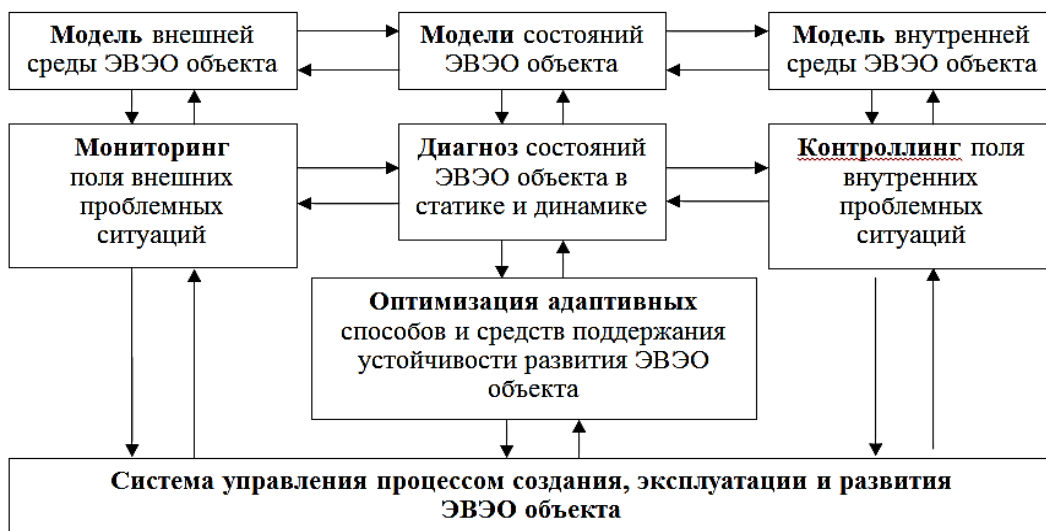 Модель внешней
среды ЭВЭО объекта
Модели состояний
ЭВЭО объекта
Модель внутренней
среды ЭВЭО объекта
Мониторинг
поля внешних
проблемных
ситуаций
Диагноз состояний
ЭВЭО объекта в
статике и динамике
Контроллинг поля
внутренних
проблемных
ситуаций
Оптимизация адаптивных
способов и средств поддержания
устойчивости развития ЭВЭО
объекта
Система управления процессом создания, эксплуатации и развития
ЭВЭО объекта